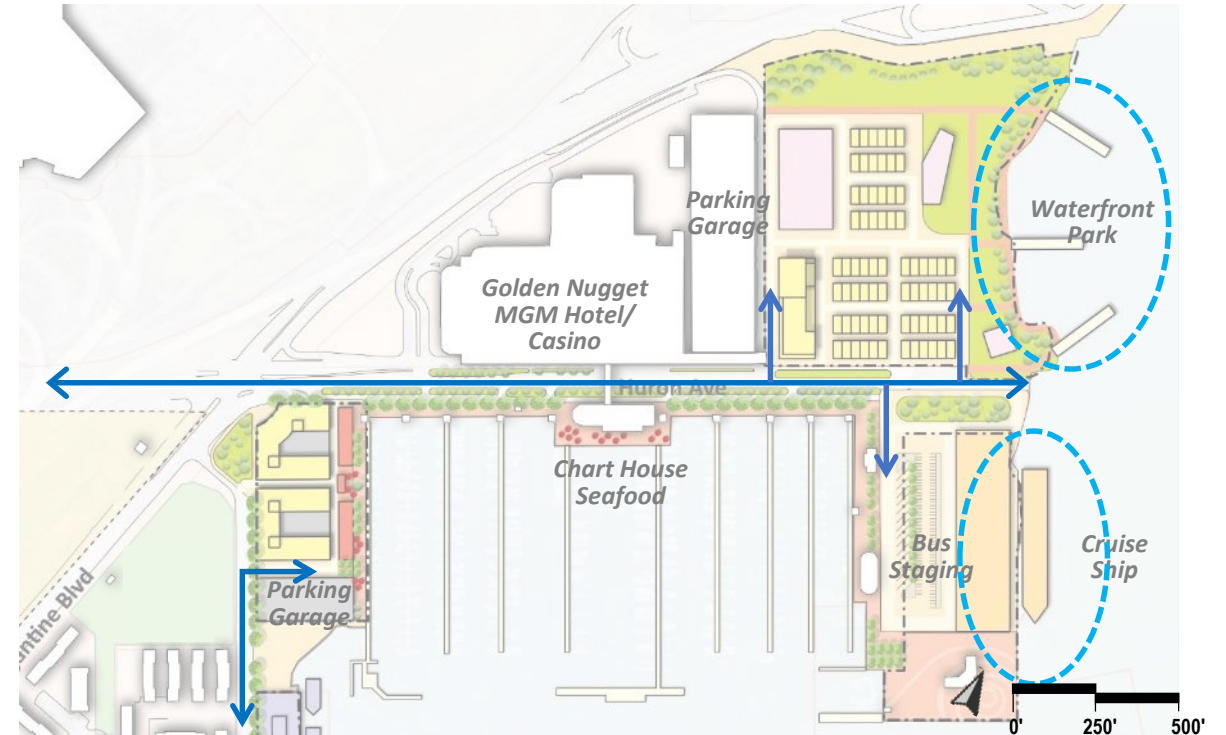 Parking
Garage
Waterfront
Park
Golden Nugget
MGM Hotel/
Casino
Huron Ave
Chart House
Seafood
Bus
Staging
Cruise
Ship
Parking
Garage
antine Blvd
0'
250'
500'